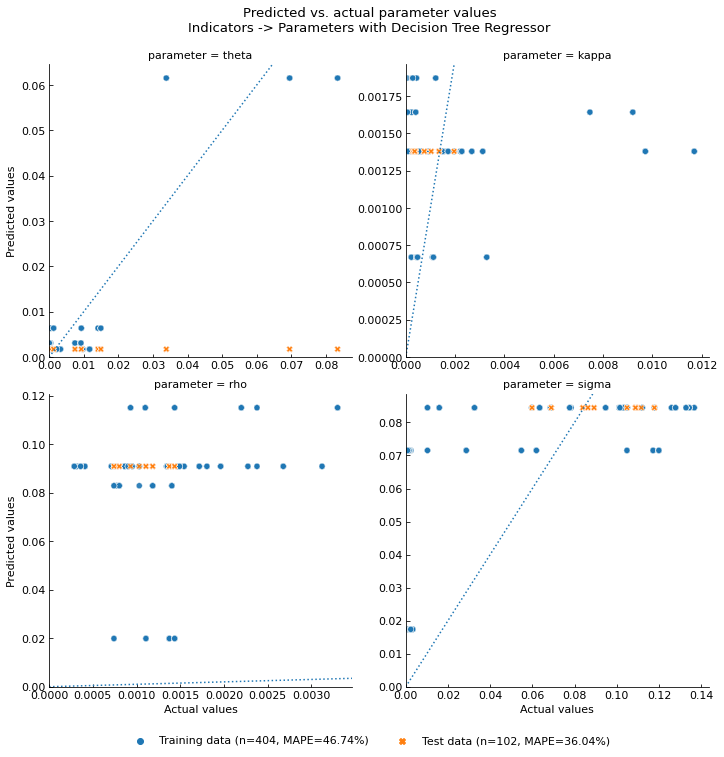 Predicted vs. actual parameter values
Indicators -> Parameters with Decision Tree Regressor
parameter = theta
0.06
0.05
0.04
0.03
0.02
0.01
0.00
Predicted values
0.00 0.01 0.02 0.03 0.04 0.05 0.06 0.07 0.08
parameter = kappa
0.00175
0.00150
0.00125
0.00100
0.00075
0.00050
0.00025
0.00000
0.000 0.002 0.004 0.006 0.008 0.010 0.012
parameter = rho
0.12
0.10
0.08
0.06
0.04
0.02
0.00
Predicted values
0.0000 0.0005 0.0010 0.0015 0.0020 0.0025 0.0030
Actual values
parameter = sigma
0.08
0.07
0.06
0.05
0.04
0.03
0.02
0.01
0.00
0.00 0.02 0.04 0.06 0.08 0.10 0.12 0.14
Actual values
Training data (n=404, MAPE=46.74%)
Test data (n=102, MAPE=36.04%)